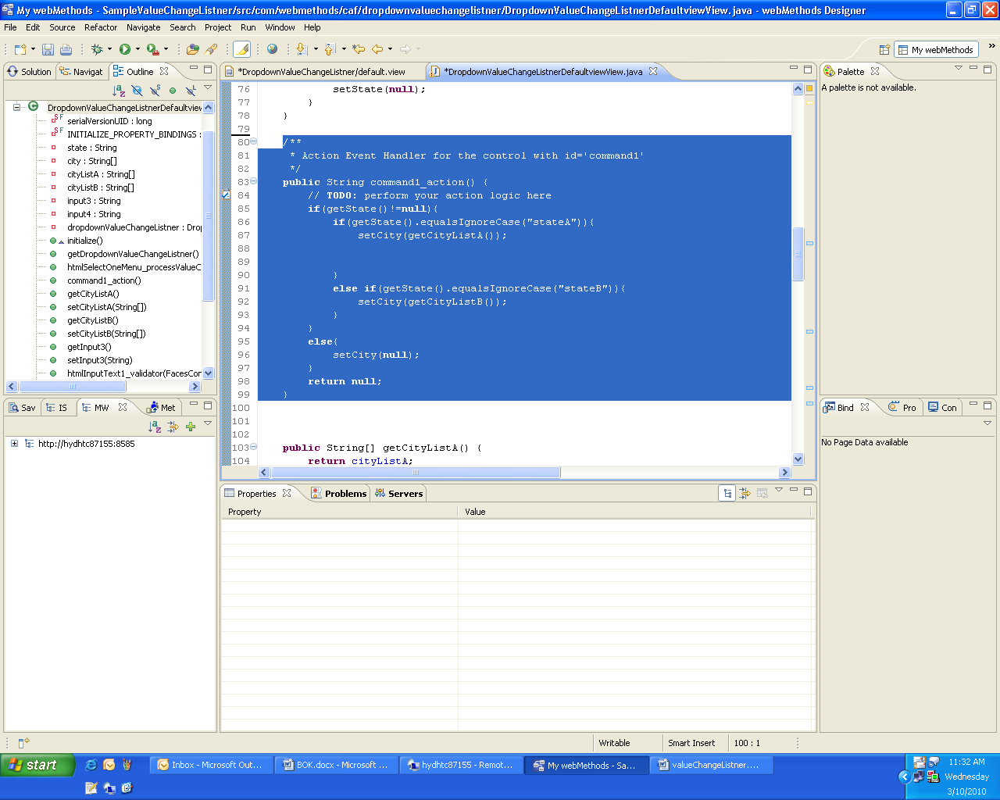 My webMethods - SampleValueChangeListner/src/com/webmethods/caf/dropdownvaluechangelistner/DropdownValueChangeListnerDefaultviewView.java - webMethods Designer
File Edit Source Refactor Navigate Search Project Run Window Help
My webMethods
Solution Navigat Outline
*DropdownValueChangeListner/default.view *DropdownValueChangeListnerDefaultviewView.java
Palette
A palette is not available.
DropdownValueChangeListnerDefaultview
serialVersionUID : long
INITIALIZE_PROPERTY_BINDINGS :
state : String
city : String[]
cityListA : String[]
cityListB : String[]
input3 : String
input4 : String
dropdownValueChangeListner : Drop
initialize()
getDropdownValueChangeListner()
htmlSelectOneMenu_processValueC
command1_action()
getCityListA()
setCityListA(String[])
getCityListB()
setCityListB(String[])
getInput3()
setInput3(String)
htmlInputText1_validator(FacesCon
76 setState(null);
77 }
78 }
79
80 /**
81 * Action Event Handler for the control with id='command1'
82 */
83 public String command1_action() {
84 // TODO: perform your action logic here
85 if(getState()!=null){
86 if(getState().equalsIgnoreCase("stateA")){
87 setCity(getCityListA());
88
89
90 }
91 else if(getState().equalsIgnoreCase("stateB")){
92 setCity(getCityListB());
93 }
94 }
95 else{
96 setCity(null);
97 }
98 return null;
99 }
100
101
102
103 public String[] getCityListA() {
104 return cityListA;
Sav IS MW Met
http://hydhtc87155:8585
Bind Pro Con
No Page Data available
Properties Problems Servers
Property Value
Writable Smart Insert 100 : 1
start
Inbox - Microsoft Out... BOK.docx - Microsoft ... hydhtc87155 - Remot... My webMethods - Sa... valueChangeListner....
11:32 AM
Wednesday
3/10/2010